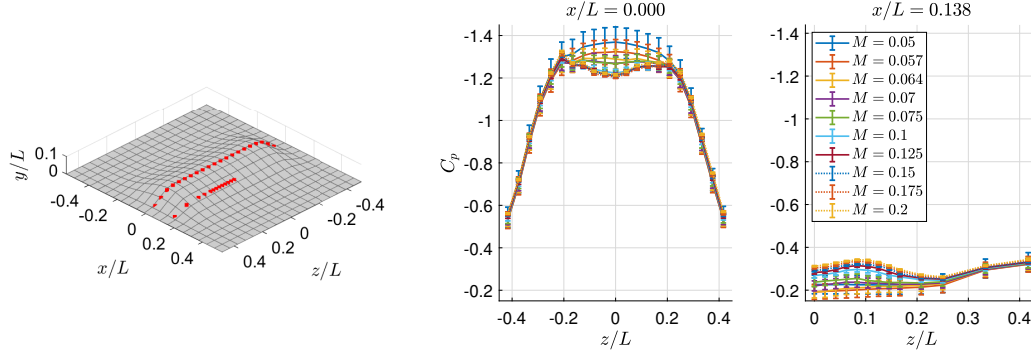 0.1
0
y/L
-0.4
-0.2
0
0.2
0.4
x/L
0.4
0.2
0
-0.2
-0.4
z/L
x/L = 0.000
-1.4
-1.2
-1
-0.8
-0.6
-0.4
-0.2
C_p
-0.4
-0.2
0
0.2
0.4
z/L
x/L = 0.138
-1.4
-1.2
-1
-0.8
-0.6
-0.4
-0.2
M = 0.05
M = 0.057
M = 0.064
M = 0.07
M = 0.075
M = 0.1
M = 0.125
M = 0.15
M = 0.175
M = 0.2
0
0.1
0.2
0.3
0.4
z/L